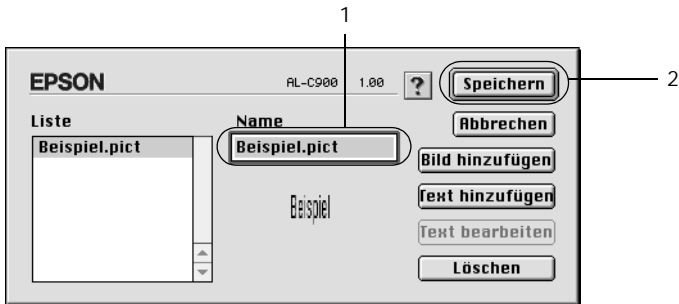 1
EPSON AL-C900 1.00 ? Speichern 2
Liste Name Abbrechen
Beispiel.pict Beispiel.pict Bild hinzufügen
Beispiel Text hinzufügen
Text bearbeiten
Löschen